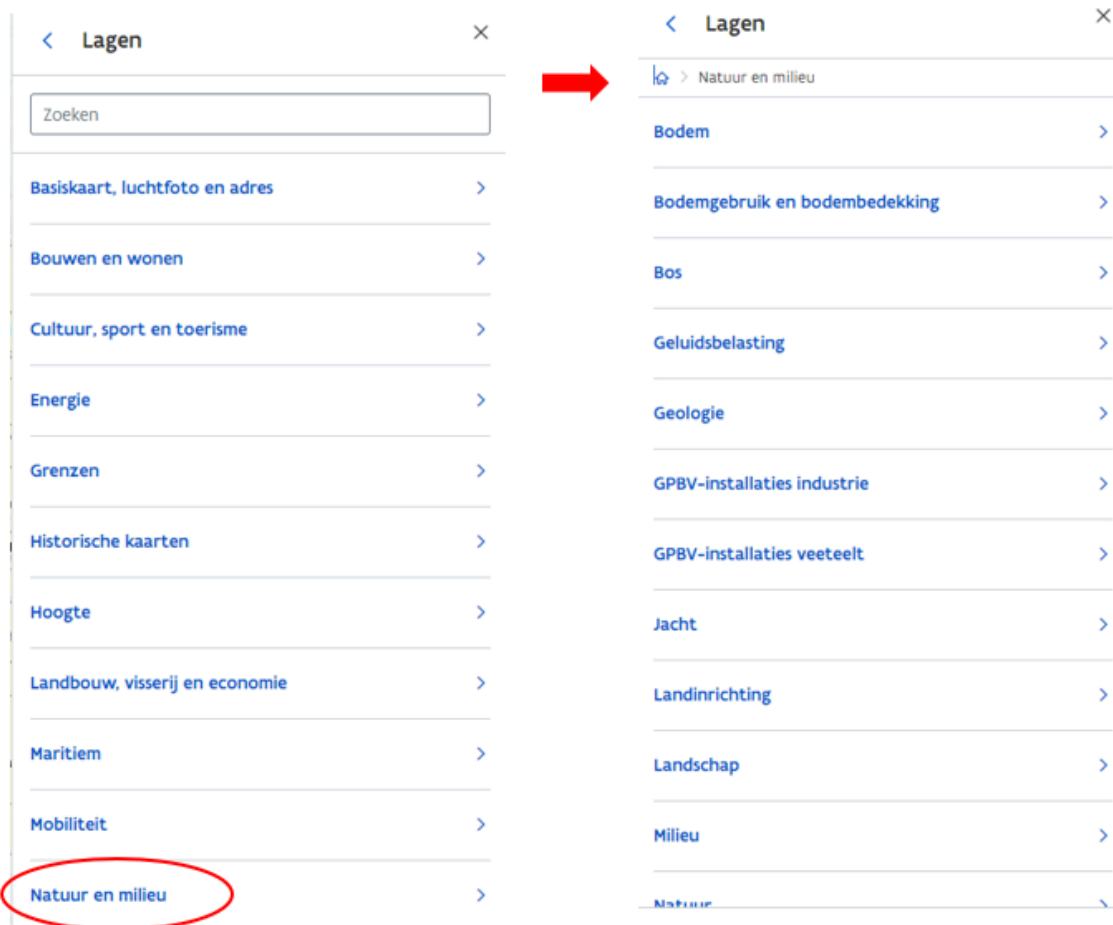 Lagen
Zoeken
Basiskaart, luchtfoto en adres
Bouwen en wonen
Cultuur, sport en toerisme
Energie
Grenzen
Historische kaarten
Hoogte
Landbouw, visserij en economie
Maritiem
Mobiliteit
Natuur en milieu
Lagen
Natuur en milieu
Bodem
Bodemgebruik en bodembedekking
Bos
Geluidsbelasting
Geologie
GPBV-installaties industrie
GPBV-installaties veeteelt
Jacht
Landinrichting
Landschap
Milieu
Natuur